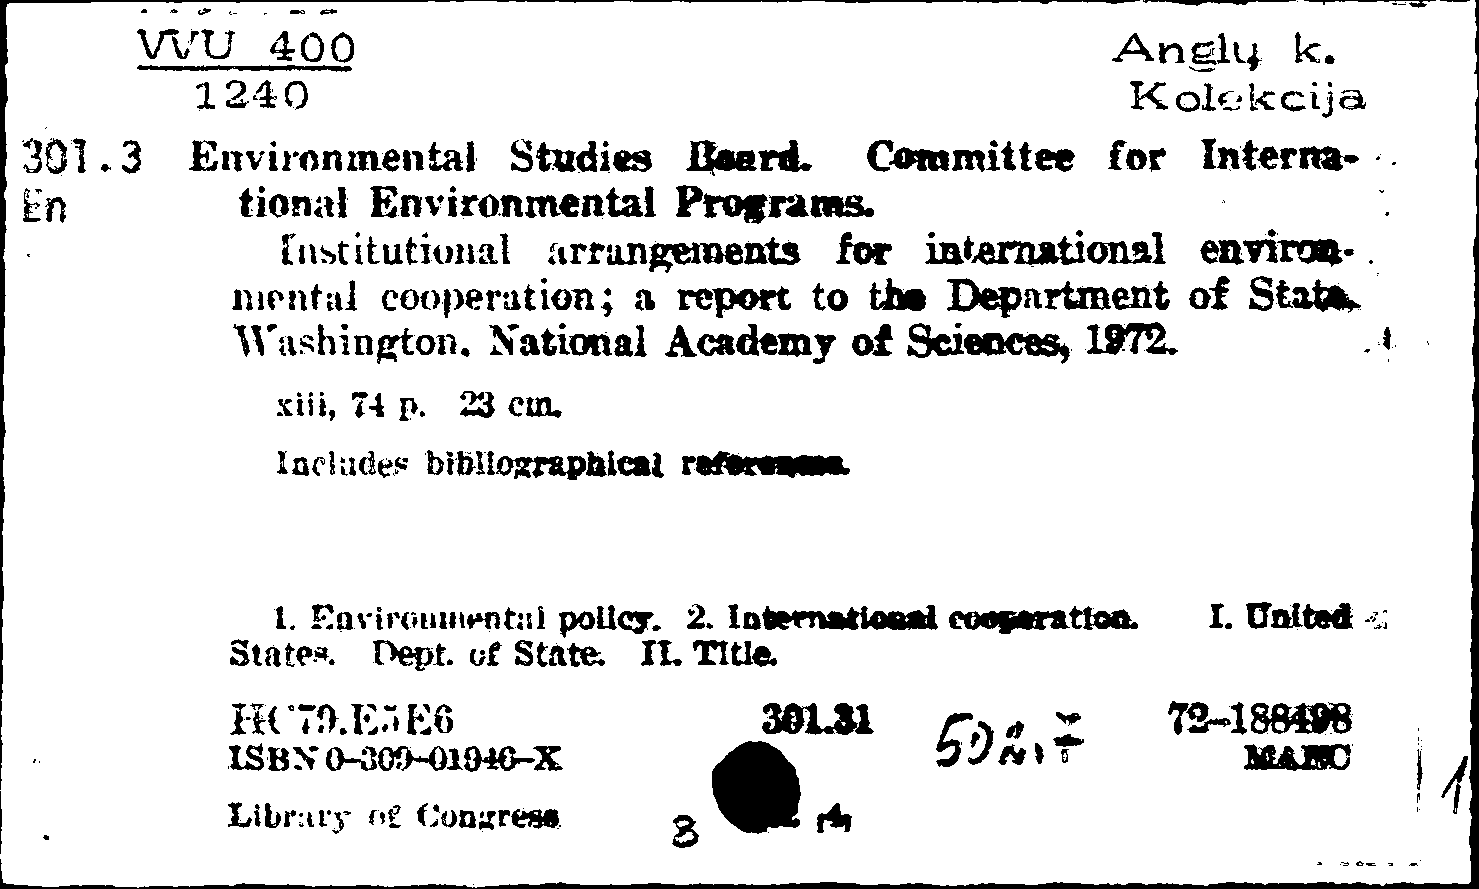 VVU 400
1240
Anglų k.
Kolekcija
301.3 Environmental Studies Board. Committee for Interna-
En tional Environmental Programs.
Institutional arrangements for international environ-
mental cooperation; a report to the Department of State.
Washington, National Academy of Sciences, 1972.
xiii, 74 p. 23 cm.
Includes bibliographical references.
1. Environmental policy. 2. International cooperation. I. United
States. Dept. of State. II. Title.
HC79.E5E6 301.31 72-188498
ISBN 0-309-01946-X MARC
Library of Congress 3